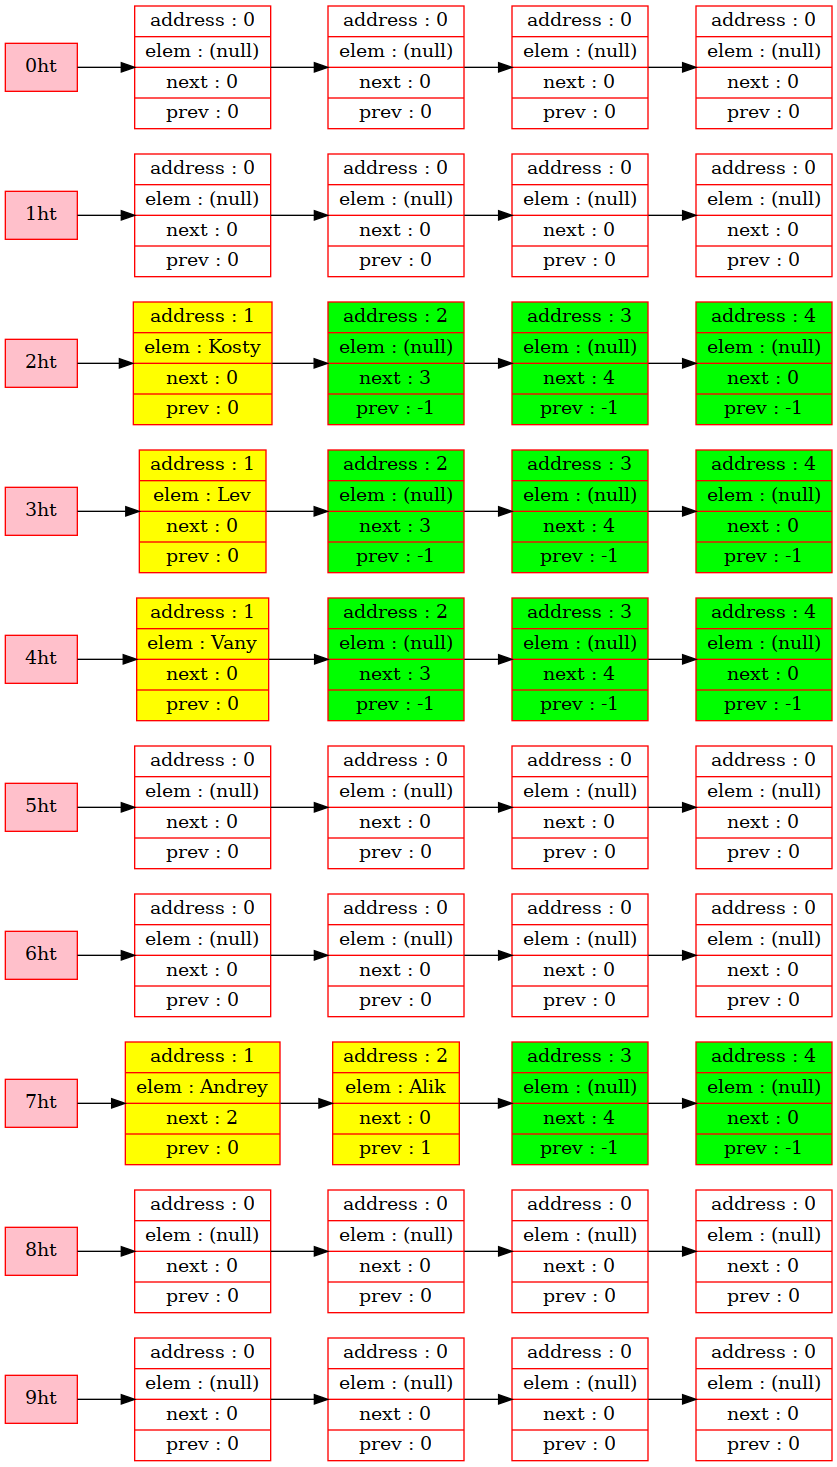 0ht
address : 0
elem : (null)
next : 0
prev : 0
address : 0
elem : (null)
next : 0
prev : 0
address : 0
elem : (null)
next : 0
prev : 0
address : 0
elem : (null)
next : 0
prev : 0
1ht
address : 0
elem : (null)
next : 0
prev : 0
address : 0
elem : (null)
next : 0
prev : 0
address : 0
elem : (null)
next : 0
prev : 0
address : 0
elem : (null)
next : 0
prev : 0
2ht
address : 1
elem : Kosty
next : 0
prev : 0
address : 2
elem : (null)
next : 3
prev : -1
address : 3
elem : (null)
next : 4
prev : -1
address : 4
elem : (null)
next : 0
prev : -1
3ht
address : 1
elem : Lev
next : 0
prev : 0
address : 2
elem : (null)
next : 3
prev : -1
address : 3
elem : (null)
next : 4
prev : -1
address : 4
elem : (null)
next : 0
prev : -1
4ht
address : 1
elem : Vany
next : 0
prev : 0
address : 2
elem : (null)
next : 3
prev : -1
address : 3
elem : (null)
next : 4
prev : -1
address : 4
elem : (null)
next : 0
prev : -1
5ht
address : 0
elem : (null)
next : 0
prev : 0
address : 0
elem : (null)
next : 0
prev : 0
address : 0
elem : (null)
next : 0
prev : 0
address : 0
elem : (null)
next : 0
prev : 0
6ht
address : 0
elem : (null)
next : 0
prev : 0
address : 0
elem : (null)
next : 0
prev : 0
address : 0
elem : (null)
next : 0
prev : 0
address : 0
elem : (null)
next : 0
prev : 0
7ht
address : 1
elem : Andrey
next : 2
prev : 0
address : 2
elem : Alik
next : 0
prev : 1
address : 3
elem : (null)
next : 4
prev : -1
address : 4
elem : (null)
next : 0
prev : -1
8ht
address : 0
elem : (null)
next : 0
prev : 0
address : 0
elem : (null)
next : 0
prev : 0
address : 0
elem : (null)
next : 0
prev : 0
address : 0
elem : (null)
next : 0
prev : 0
9ht
address : 0
elem : (null)
next : 0
prev : 0
address : 0
elem : (null)
next : 0
prev : 0
address : 0
elem : (null)
next : 0
prev : 0
address : 0
elem : (null)
next : 0
prev : 0